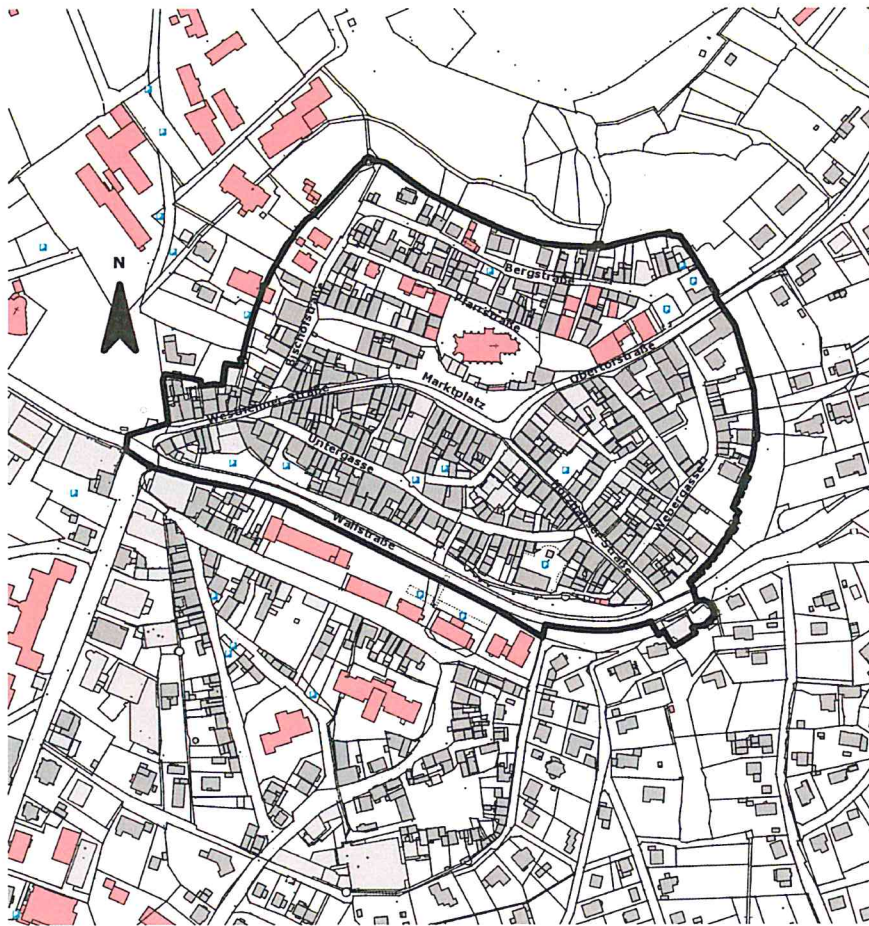 N
Bergstraße
Pfarrstraße
Bischofstraße
Marktplatz
Obertorstraße
Westheimer Straße
Untergasse
Wallstraße
Webergasse